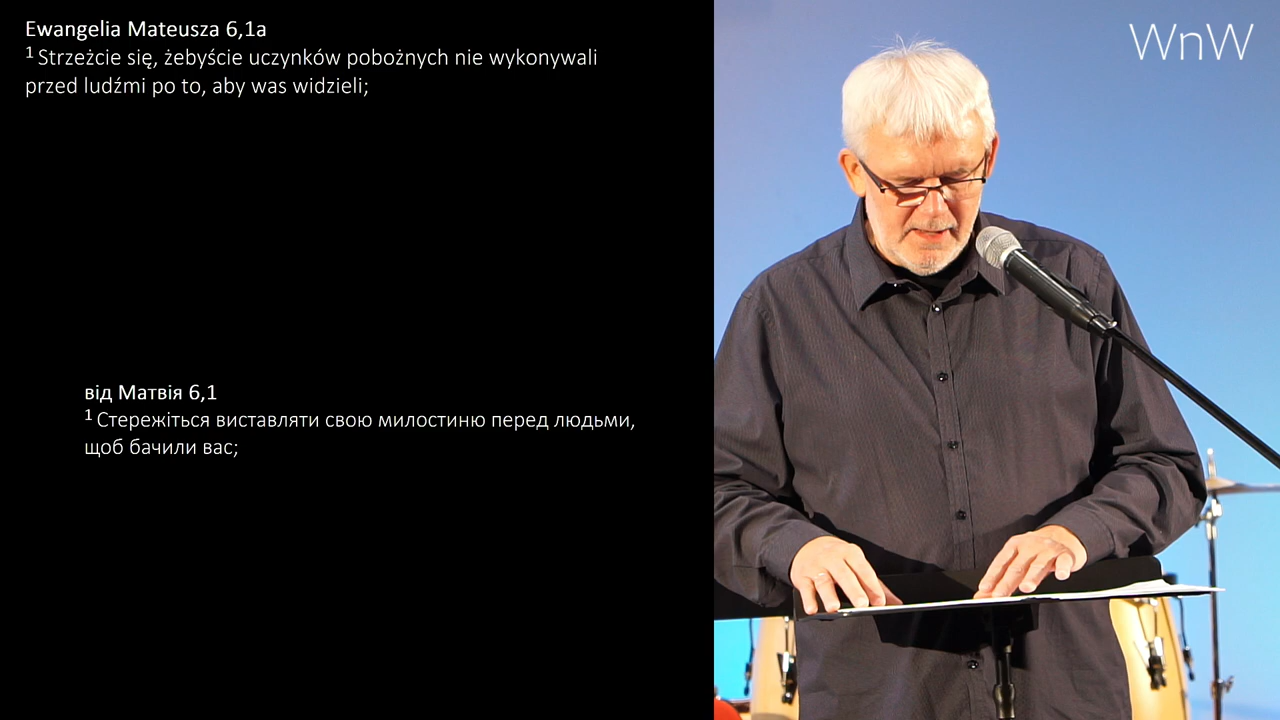 Ewangelia Mateusza 6,1a
1 Strzeżcie się, żebyście uczynków pobożnych nie wykonywali
przed ludźmi po to, aby was widzieli;
від Матвія 6,1
1 Стережіться виставляти свою милостиню перед людьми,
щоб бачили вас;
WnW